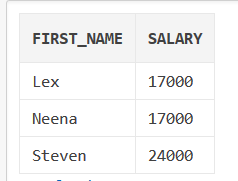 FIRST_NAME SALARY
Lex 17000
Neena 17000
Steven 24000